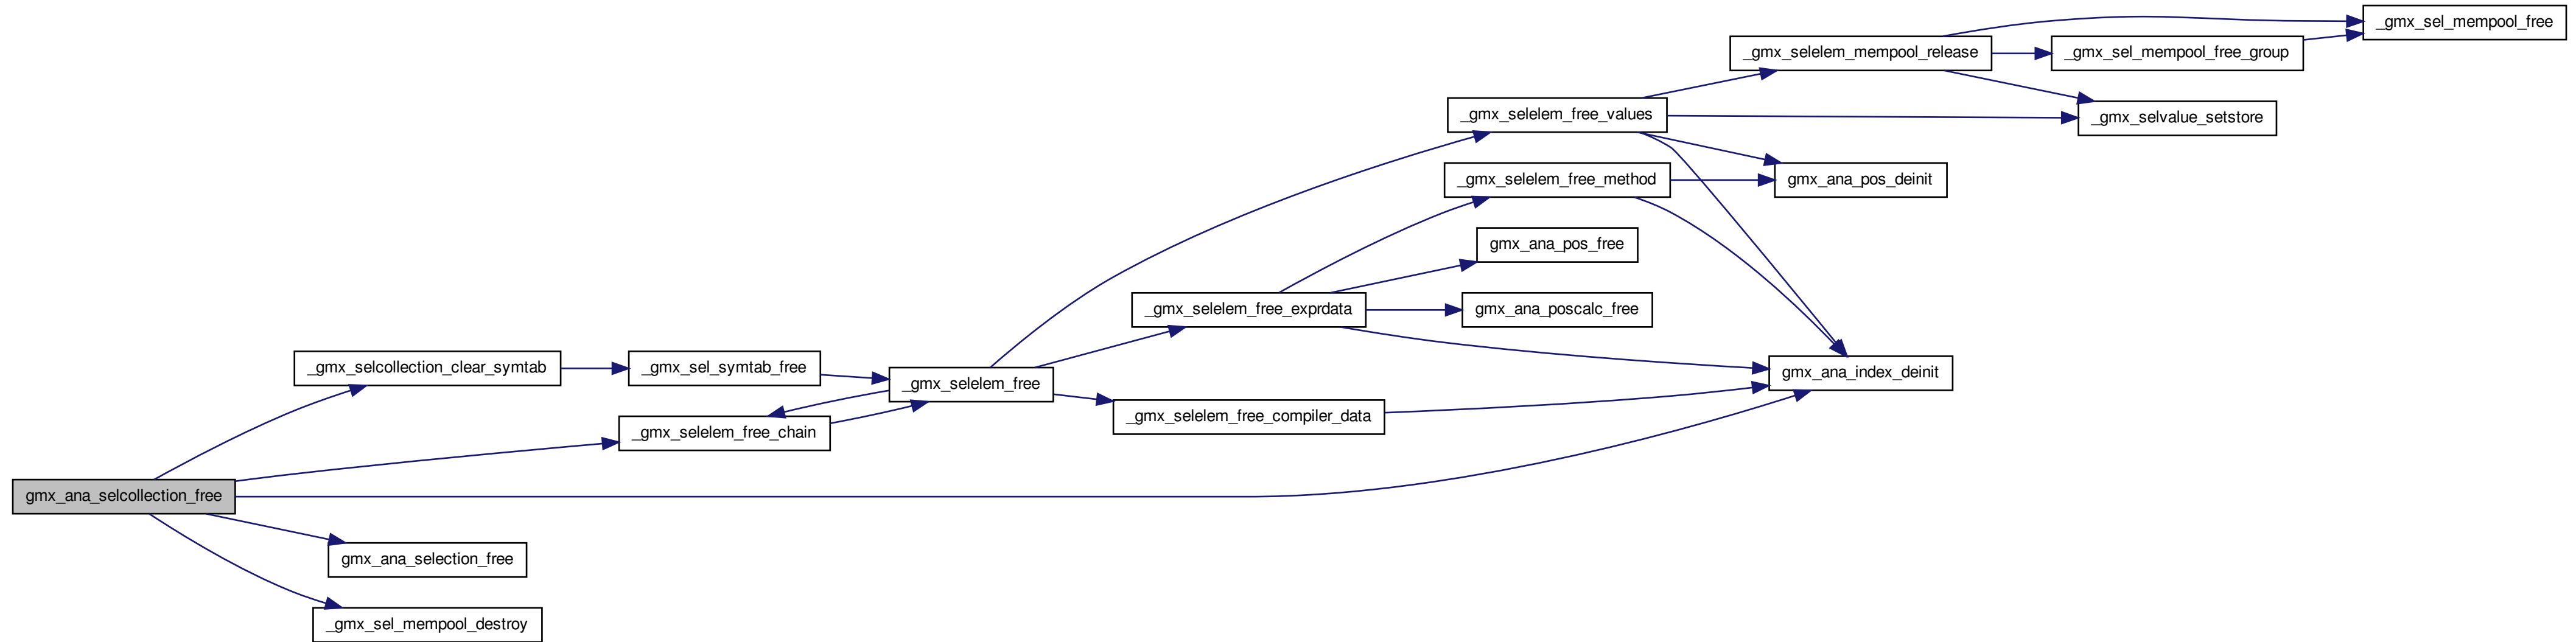 _gmx_sel_mempool_free
_gmx_selelem_mempool_release
_gmx_sel_mempool_free_group
_gmx_selelem_free_values
_gmx_selvalue_setstore
_gmx_selelem_free_method
gmx_ana_pos_deinit
gmx_ana_pos_free
_gmx_selelem_free_exprdata
gmx_ana_poscalc_free
_gmx_selcollection_clear_symtab
_gmx_sel_symtab_free
_gmx_selelem_free
gmx_ana_index_deinit
_gmx_selelem_free_chain
_gmx_selelem_free_compiler_data
gmx_ana_selcollection_free
gmx_ana_selection_free
_gmx_sel_mempool_destroy